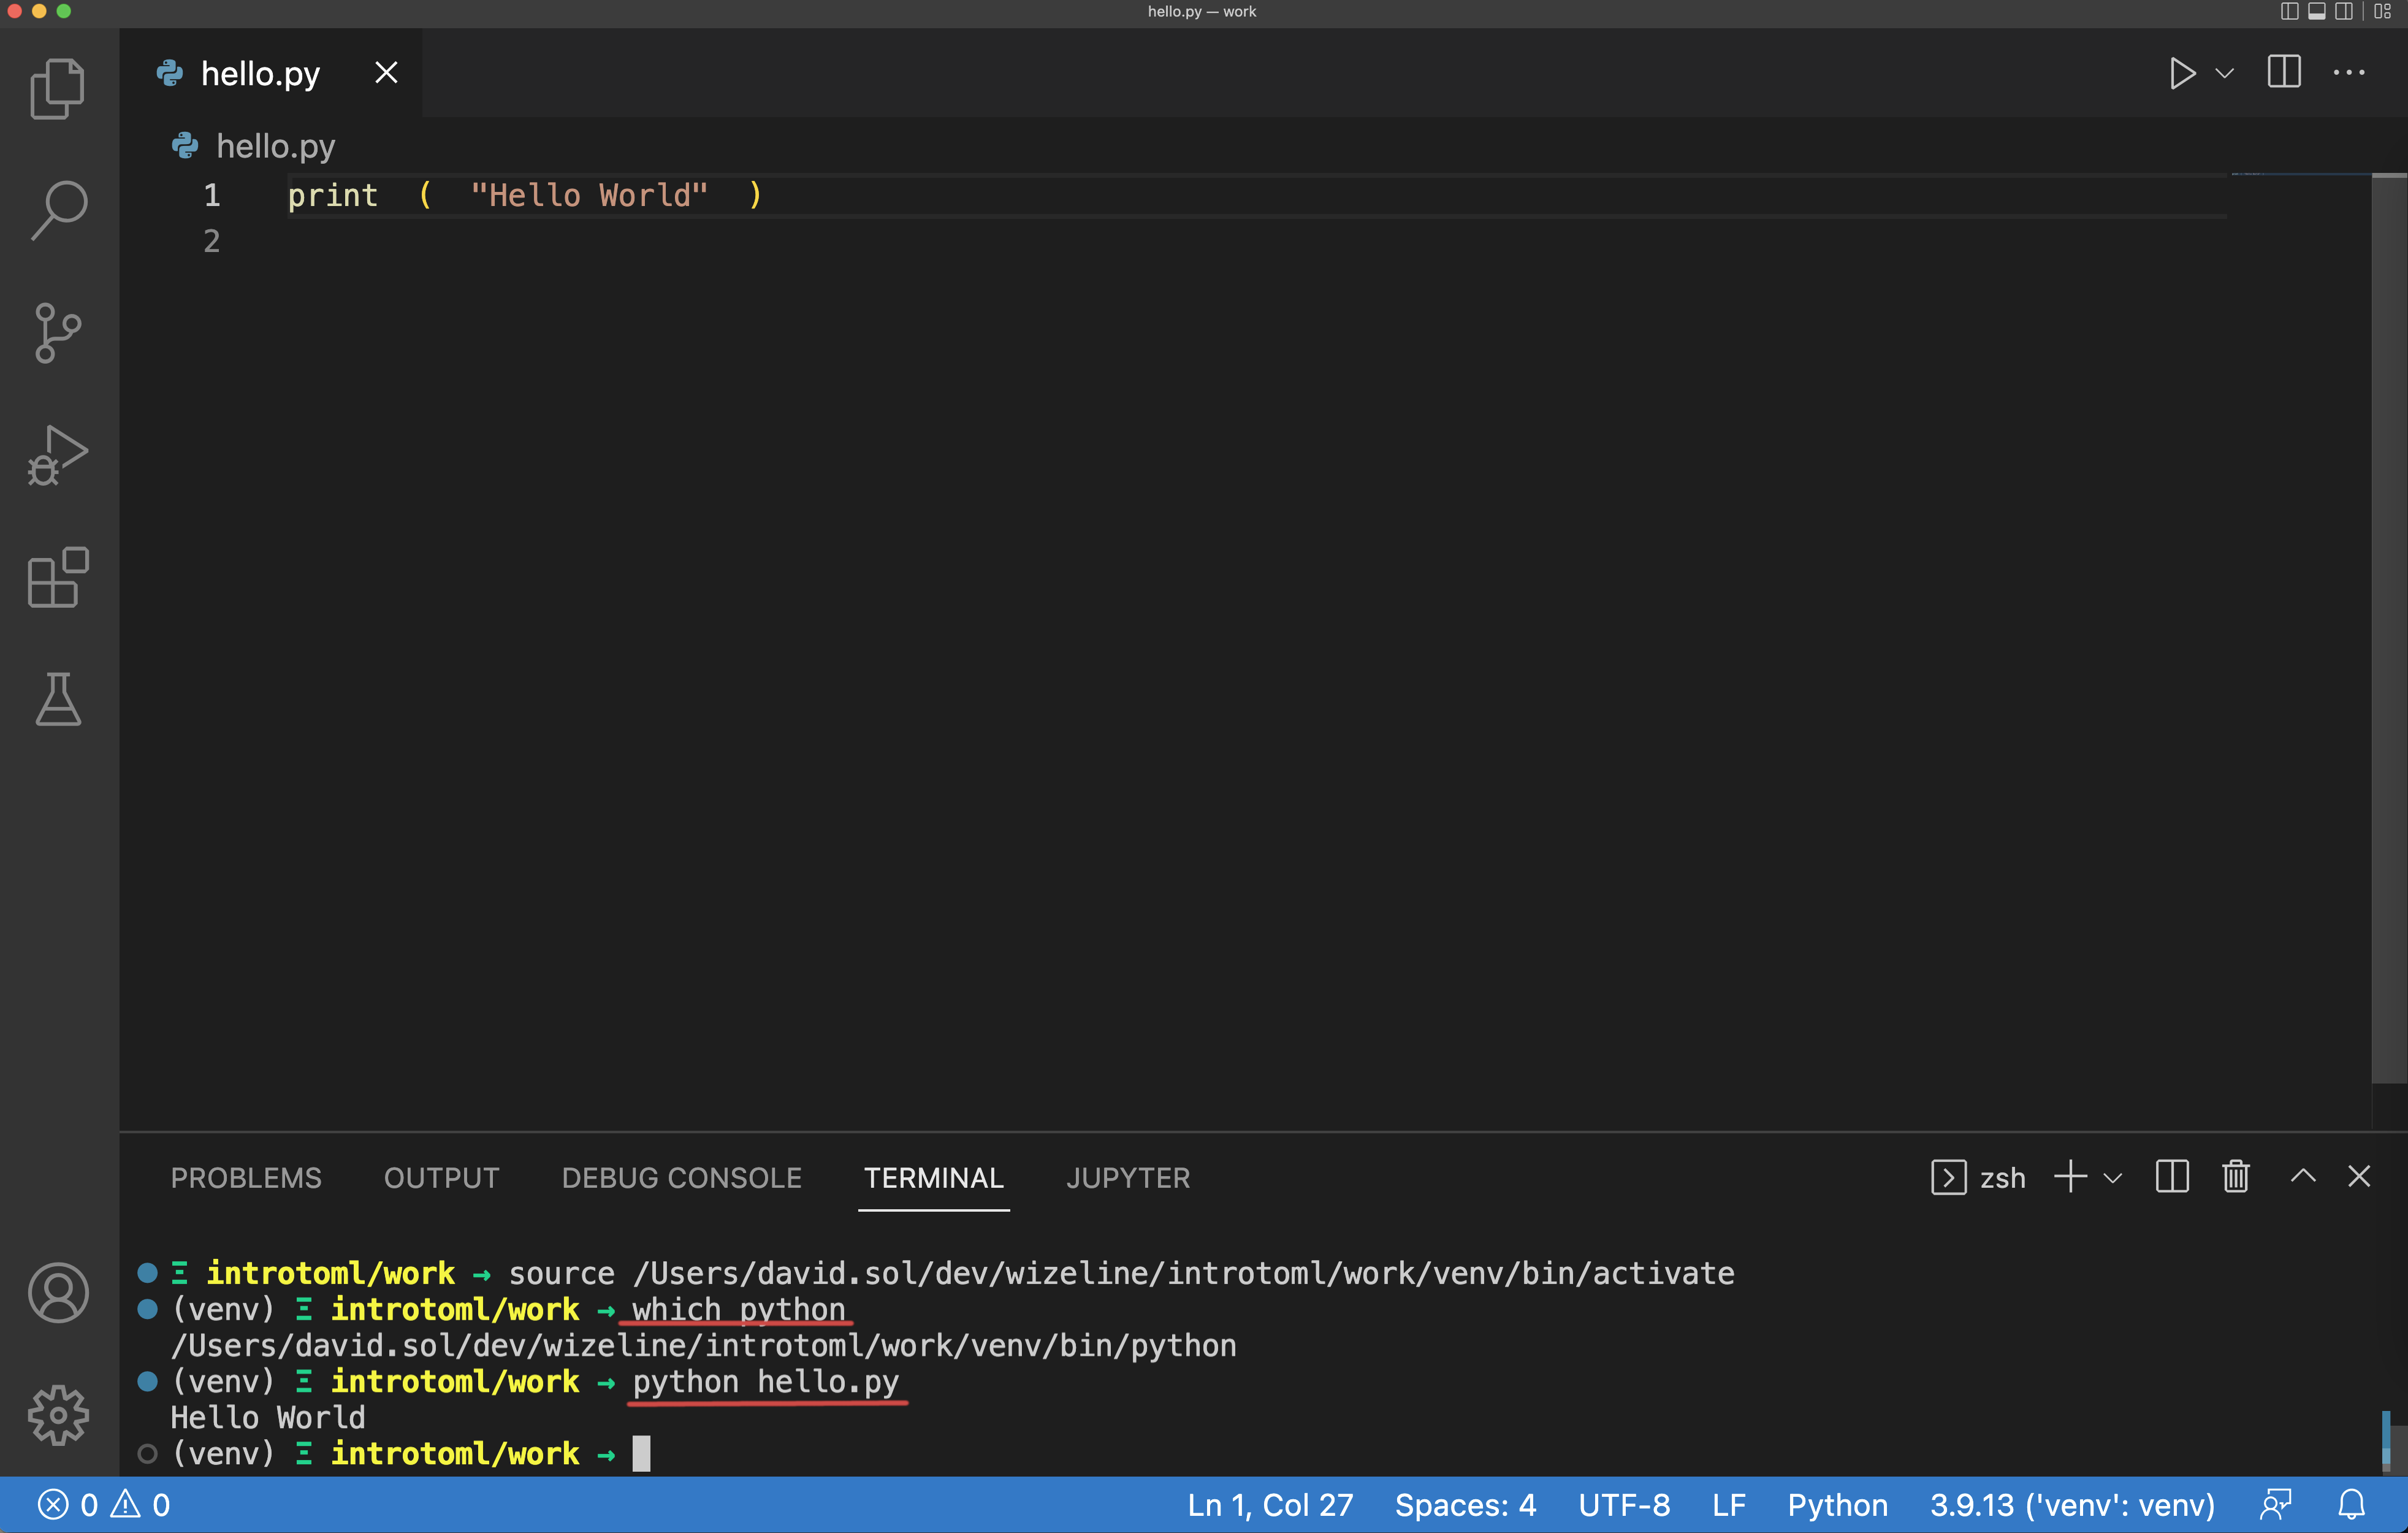 hello.py — work
hello.py
hello.py
1 print  (  "Hello World"  )
2
PROBLEMS OUTPUT DEBUG CONSOLE TERMINAL JUPYTER zsh
Ξ introtoml/work → source /Users/david.sol/dev/wizeline/introtoml/work/venv/bin/activate
(venv) Ξ introtoml/work → which python
/Users/david.sol/dev/wizeline/introtoml/work/venv/bin/python
(venv) Ξ introtoml/work → python hello.py
Hello World
(venv) Ξ introtoml/work →
0 0 Ln 1, Col 27 Spaces: 4 UTF-8 LF Python 3.9.13 ('venv': venv)